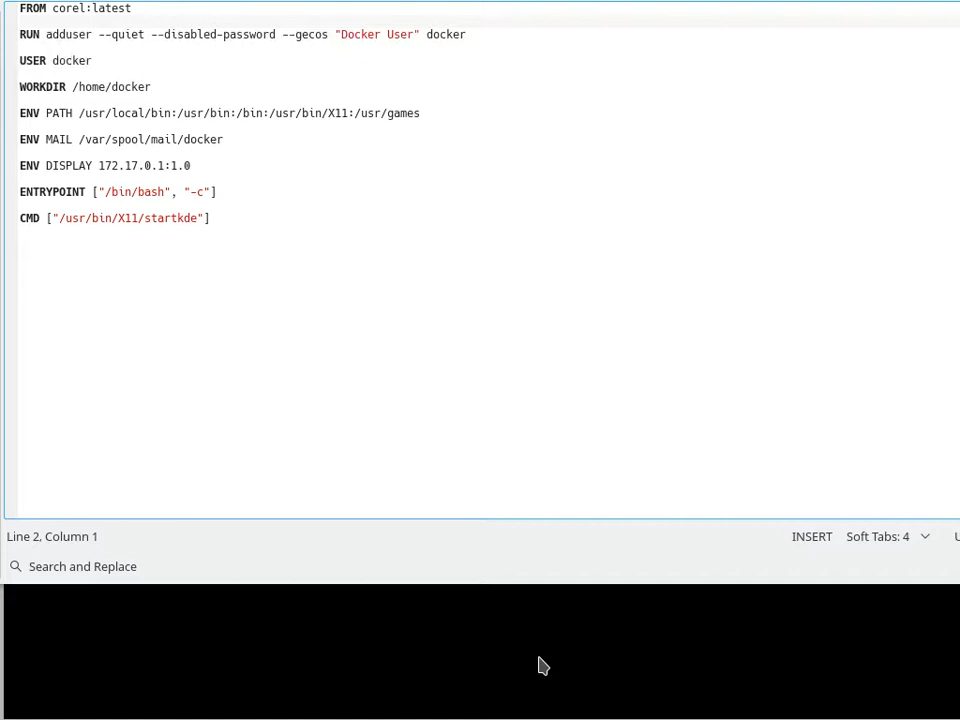 FROM corel:latest
RUN adduser --quiet --disabled-password --gecos "Docker User" docker
USER docker
WORKDIR /home/docker
ENV PATH /usr/local/bin:/usr/bin:/bin:/usr/bin/X11:/usr/games
ENV MAIL /var/spool/mail/docker
ENV DISPLAY 172.17.0.1:1.0
ENTRYPOINT ["/bin/bash", "-c"]
CMD ["/usr/bin/X11/startkde"]
Line 2, Column 1 INSERT Soft Tabs: 4
Search and Replace